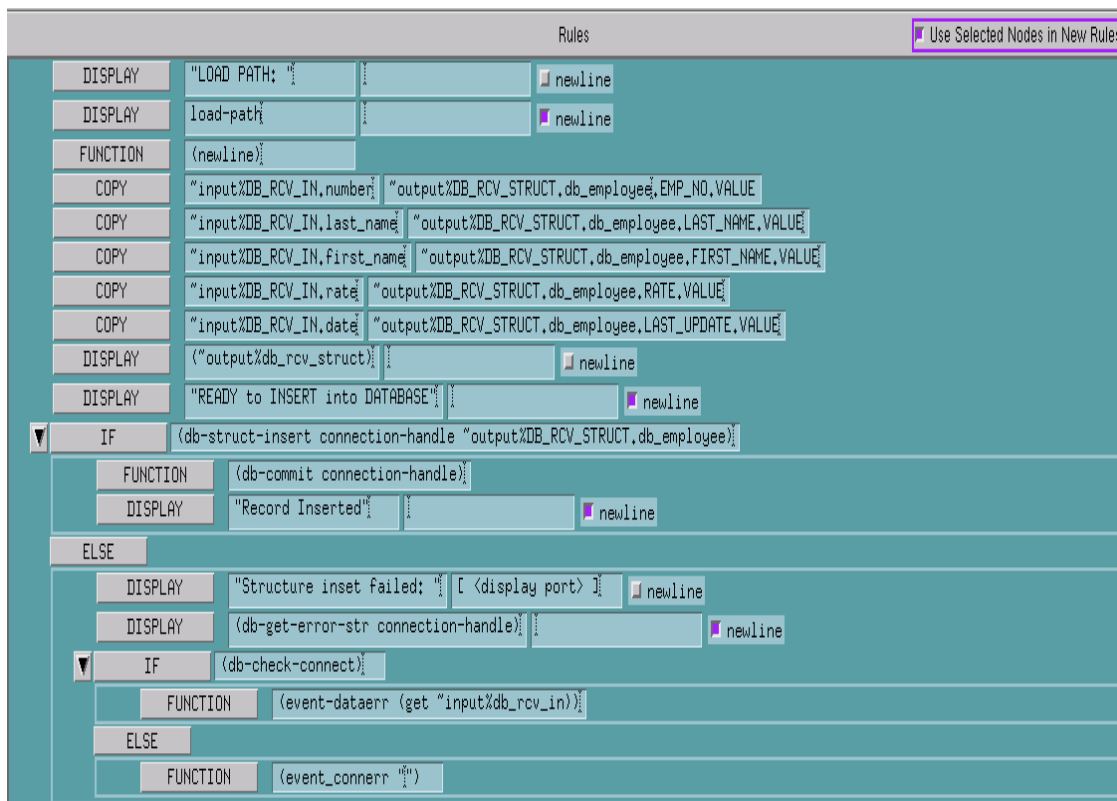 Rules Use Selected Nodes in New Rules
DISPLAY "LOAD PATH: " newline
DISPLAY load-path newline
FUNCTION (newline)
COPY ~input%DB_RCV_IN.number ~output%DB_RCV_STRUCT.db_employee.EMP_NO.VALUE
COPY ~input%DB_RCV_IN.last_name ~output%DB_RCV_STRUCT.db_employee.LAST_NAME.VALUE
COPY ~input%DB_RCV_IN.first_name ~output%DB_RCV_STRUCT.db_employee.FIRST_NAME.VALUE
COPY ~input%DB_RCV_IN.rate ~output%DB_RCV_STRUCT.db_employee.RATE.VALUE
COPY ~input%DB_RCV_IN.date ~output%DB_RCV_STRUCT.db_employee.LAST_UPDATE.VALUE
DISPLAY (~output%db_rcv_struct) newline
DISPLAY "READY to INSERT into DATABASE" newline
IF (db-struct-insert connection-handle ~output%DB_RCV_STRUCT.db_employee)
FUNCTION (db-commit connection-handle)
DISPLAY "Record Inserted" newline
ELSE
DISPLAY "Structure inset failed: " [ <display port> ] newline
DISPLAY (db-get-error-str connection-handle) newline
IF (db-check-connect)
FUNCTION (event-dataerr (get ~input%db_rcv_in))
ELSE
FUNCTION (event_connerr "")